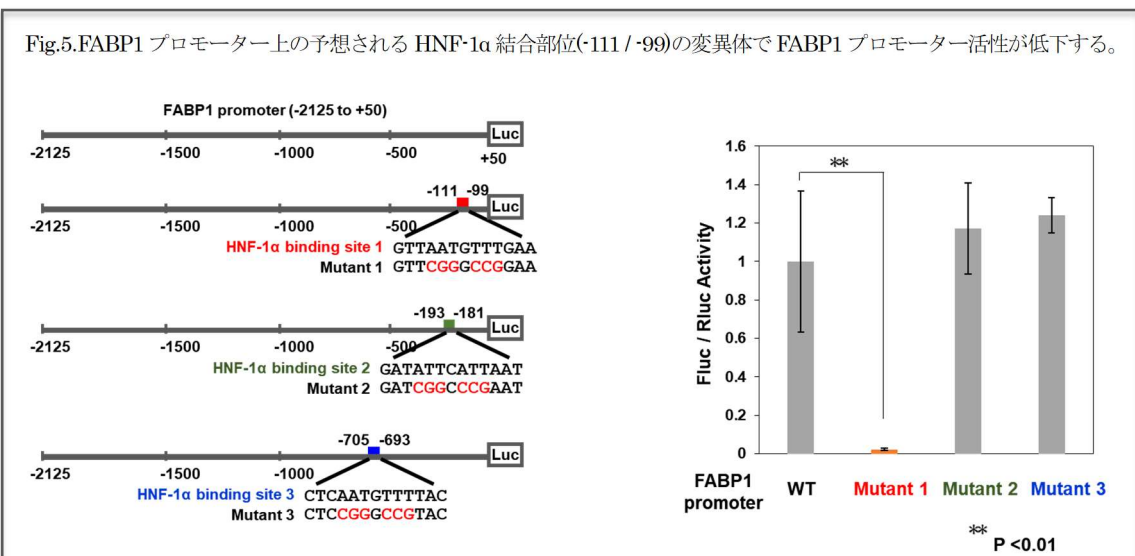 Fig.5.FABP1 プロモーター上の予想される HNF-1α 結合部位(-111 / -99)の変異体で FABP1 プロモーター活性が低下する。
FABP1 promoter (-2125 to +50)
Luc
-2125 -1500 -1000 -500 +50
-111 -99
Luc
-2125 -1500 -1000 -500
HNF-1α binding site 1 GTTAATGTTTGAA
Mutant 1 GTTCGGGCCGGAA
-193 -181
Luc
-2125 -1500 -1000 -500
HNF-1α binding site 2 GATATTCATTAAT
Mutant 2 GATCGGCCCGAAT
-705 -693
Luc
-2125 -1500 -1000
HNF-1α binding site 3 CTCAATGTTTTAC
Mutant 3 CTCCGGGCCGTAC
Fluc / Rluc Activity
1.6
1.4
1.2
1
0.8
0.6
0.4
0.2
0
**
FABP1 promoter
WT Mutant 1 Mutant 2 Mutant 3
** P <0.01